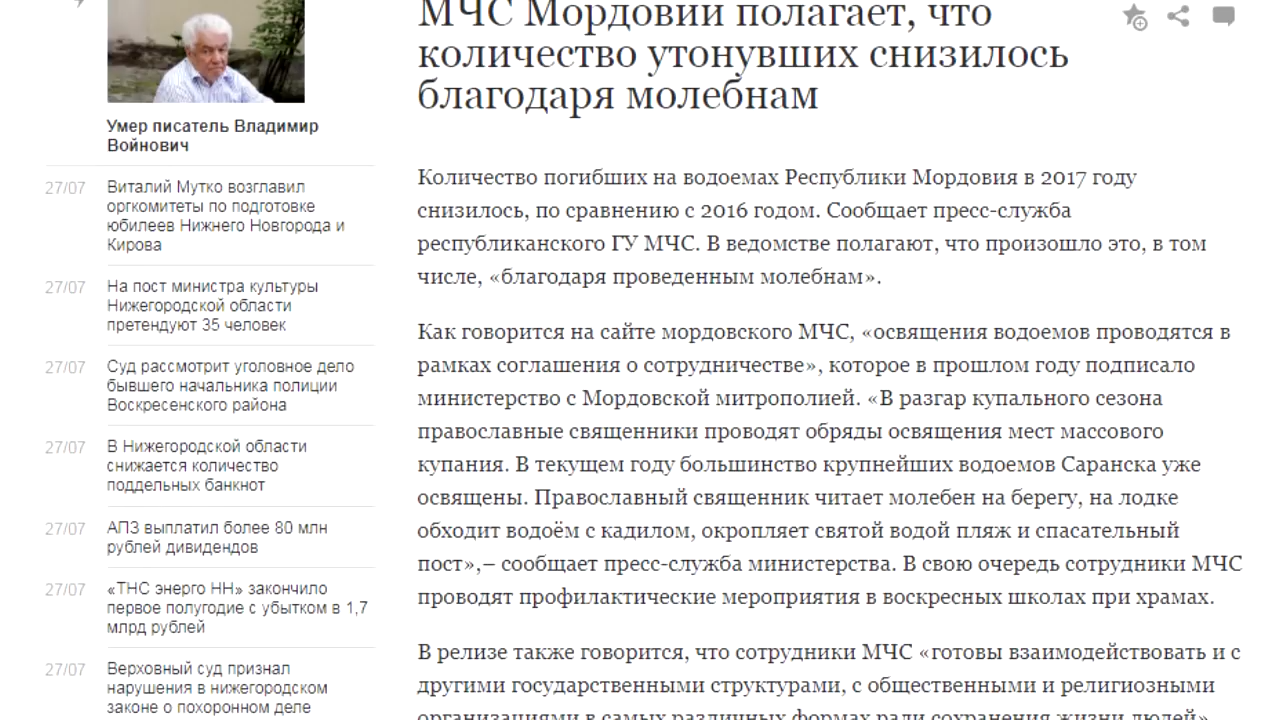 Умер писатель Владимир
Войнович
27/07 Виталий Мутко возглавил
оргкомитеты по подготовке
юбилеев Нижнего Новгорода и
Кирова
27/07 На пост министра культуры
Нижегородской области
претендуют 35 человек
27/07 Суд рассмотрит уголовное дело
бывшего начальника полиции
Воскресенского района
27/07 В Нижегородской области
снижается количество
поддельных банкнот
27/07 АПЗ выплатил более 80 млн
рублей дивидендов
27/07 «ТНС энерго НН» закончило
первое полугодие с убытком в 1,7
млрд рублей
27/07 Верховный суд признал
нарушения в нижегородском
законе о похоронном деле
МЧС Мордовии полагает, что
количество утонувших снизилось
благодаря молебнам
Количество погибших на водоемах Республики Мордовия в 2017 году
снизилось, по сравнению с 2016 годом. Сообщает пресс-служба
республиканского ГУ МЧС. В ведомстве полагают, что произошло это, в том
числе, «благодаря проведенным молебнам».
Как говорится на сайте мордовского МЧС, «освящения водоемов проводятся в
рамках соглашения о сотрудничестве», которое в прошлом году подписало
министерство с Мордовской митрополией. «В разгар купального сезона
православные священники проводят обряды освящения мест массового
купания. В текущем году большинство крупнейших водоемов Саранска уже
освящены. Православный священник читает молебен на берегу, на лодке
обходит водоём с кадилом, окропляет святой водой пляж и спасательный
пост»,– сообщает пресс-служба министерства. В свою очередь сотрудники МЧС
проводят профилактические мероприятия в воскресных школах при храмах.
В релизе также говорится, что сотрудники МЧС «готовы взаимодействовать и с
другими государственными структурами, с общественными и религиозными
организациями в самых различных формах ради сохранения жизни людей»